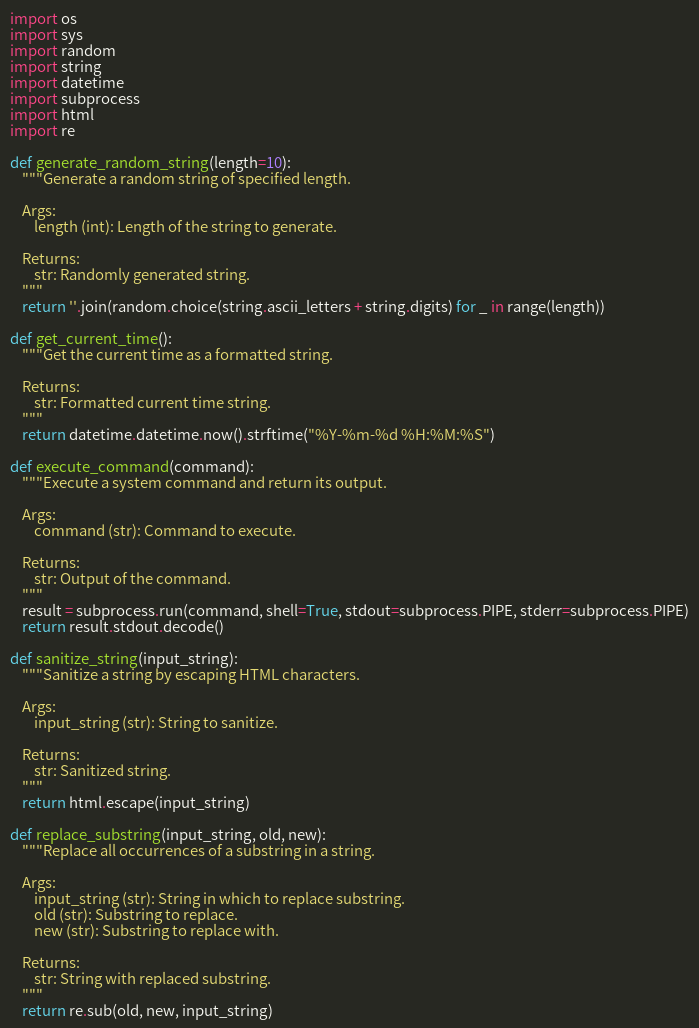 import os
import sys
import random
import string
import datetime
import subprocess
import html
import re

def generate_random_string(length=10):
    """Generate a random string of specified length.

    Args:
        length (int): Length of the string to generate.

    Returns:
        str: Randomly generated string.
    """
    return ''.join(random.choice(string.ascii_letters + string.digits) for _ in range(length))

def get_current_time():
    """Get the current time as a formatted string.

    Returns:
        str: Formatted current time string.
    """
    return datetime.datetime.now().strftime("%Y-%m-%d %H:%M:%S")

def execute_command(command):
    """Execute a system command and return its output.

    Args:
        command (str): Command to execute.

    Returns:
        str: Output of the command.
    """
    result = subprocess.run(command, shell=True, stdout=subprocess.PIPE, stderr=subprocess.PIPE)
    return result.stdout.decode()

def sanitize_string(input_string):
    """Sanitize a string by escaping HTML characters.

    Args:
        input_string (str): String to sanitize.

    Returns:
        str: Sanitized string.
    """
    return html.escape(input_string)

def replace_substring(input_string, old, new):
    """Replace all occurrences of a substring in a string.

    Args:
        input_string (str): String in which to replace substring.
        old (str): Substring to replace.
        new (str): Substring to replace with.

    Returns:
        str: String with replaced substring.
    """
    return re.sub(old, new, input_string)